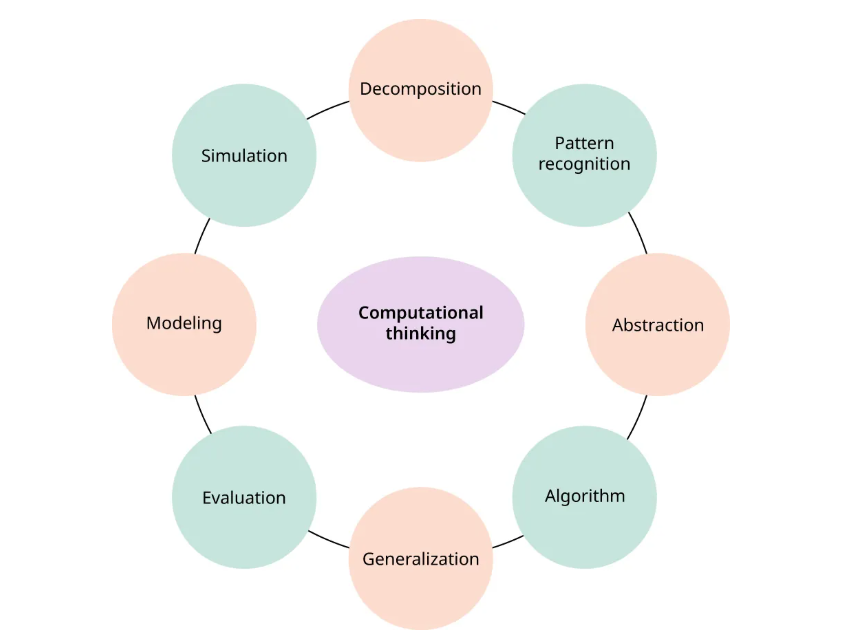 Decomposition
Pattern
recognition
Simulation
Computational
thinking
Modeling
Abstraction
Evaluation
Algorithm
Generalization